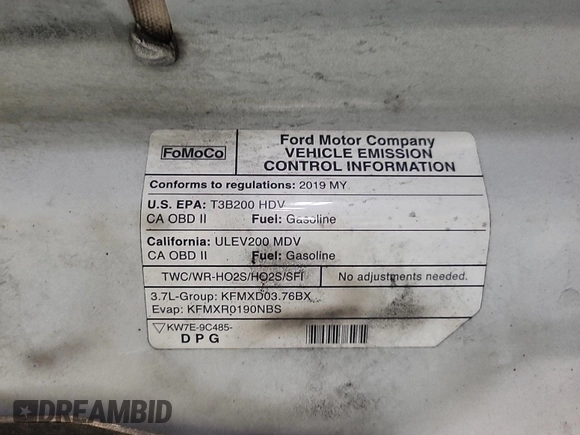 FoMoCo
Ford Motor Company
VEHICLE EMISSION
CONTROL INFORMATION
Conforms to regulations: 2019 MY
U.S. EPA: T3B200 HDV
CA OBD II Fuel: Gasoline
California: ULEV200 MDV
CA OBD II Fuel: Gasoline
TWC/WR-HO2S/HO2S/SFI No adjustments needed.
3.7L-Group: KFMXD03.76BX
Evap: KFMXR0190NBS
KW7E-9C485-
DPG
DREAMBID